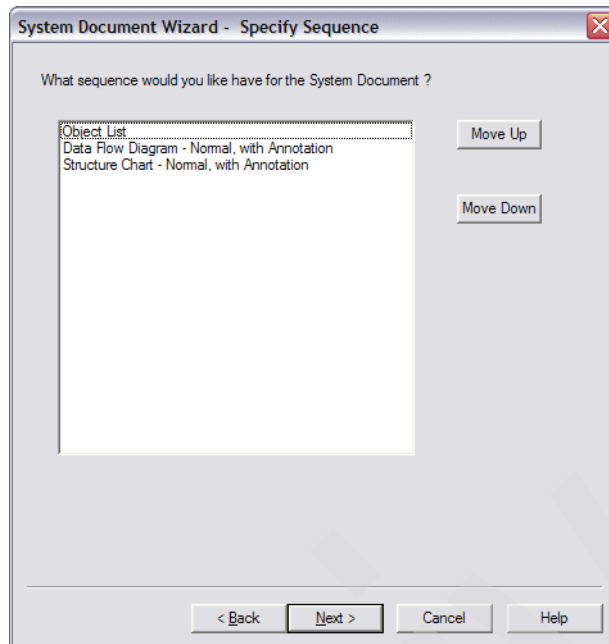 System Document Wizard - Specify Sequence
What sequence would you like have for the System Document ?
Object List
Data Flow Diagram - Normal, with Annotation
Structure Chart - Normal, with Annotation
Move Up
Move Down
< Back
Next >
Cancel
Help